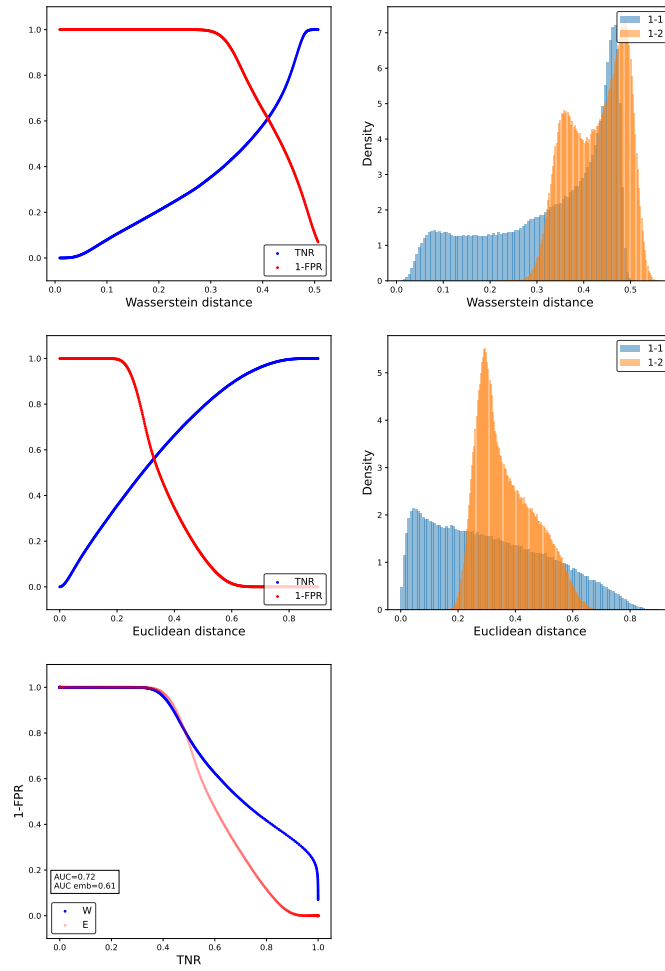 1.0
0.8
0.6
0.4
0.2
0.0
TNR
1-FPR
0.0 0.1 0.2 0.3 0.4 0.5
Wasserstein distance
Density
7
6
5
4
3
2
1
0
1-1
1-2
0.0 0.1 0.2 0.3 0.4 0.5
Wasserstein distance
1.0
0.8
0.6
0.4
0.2
0.0
TNR
1-FPR
0.0 0.2 0.4 0.6 0.8
Euclidean distance
Density
5
4
3
2
1
0
1-1
1-2
0.0 0.2 0.4 0.6 0.8
Euclidean distance
1-FPR
1.0
0.8
0.6
0.4
0.2
0.0
AUC=0.72
AUC emb=0.61
W
E
0.0 0.2 0.4 0.6 0.8 1.0
TNR